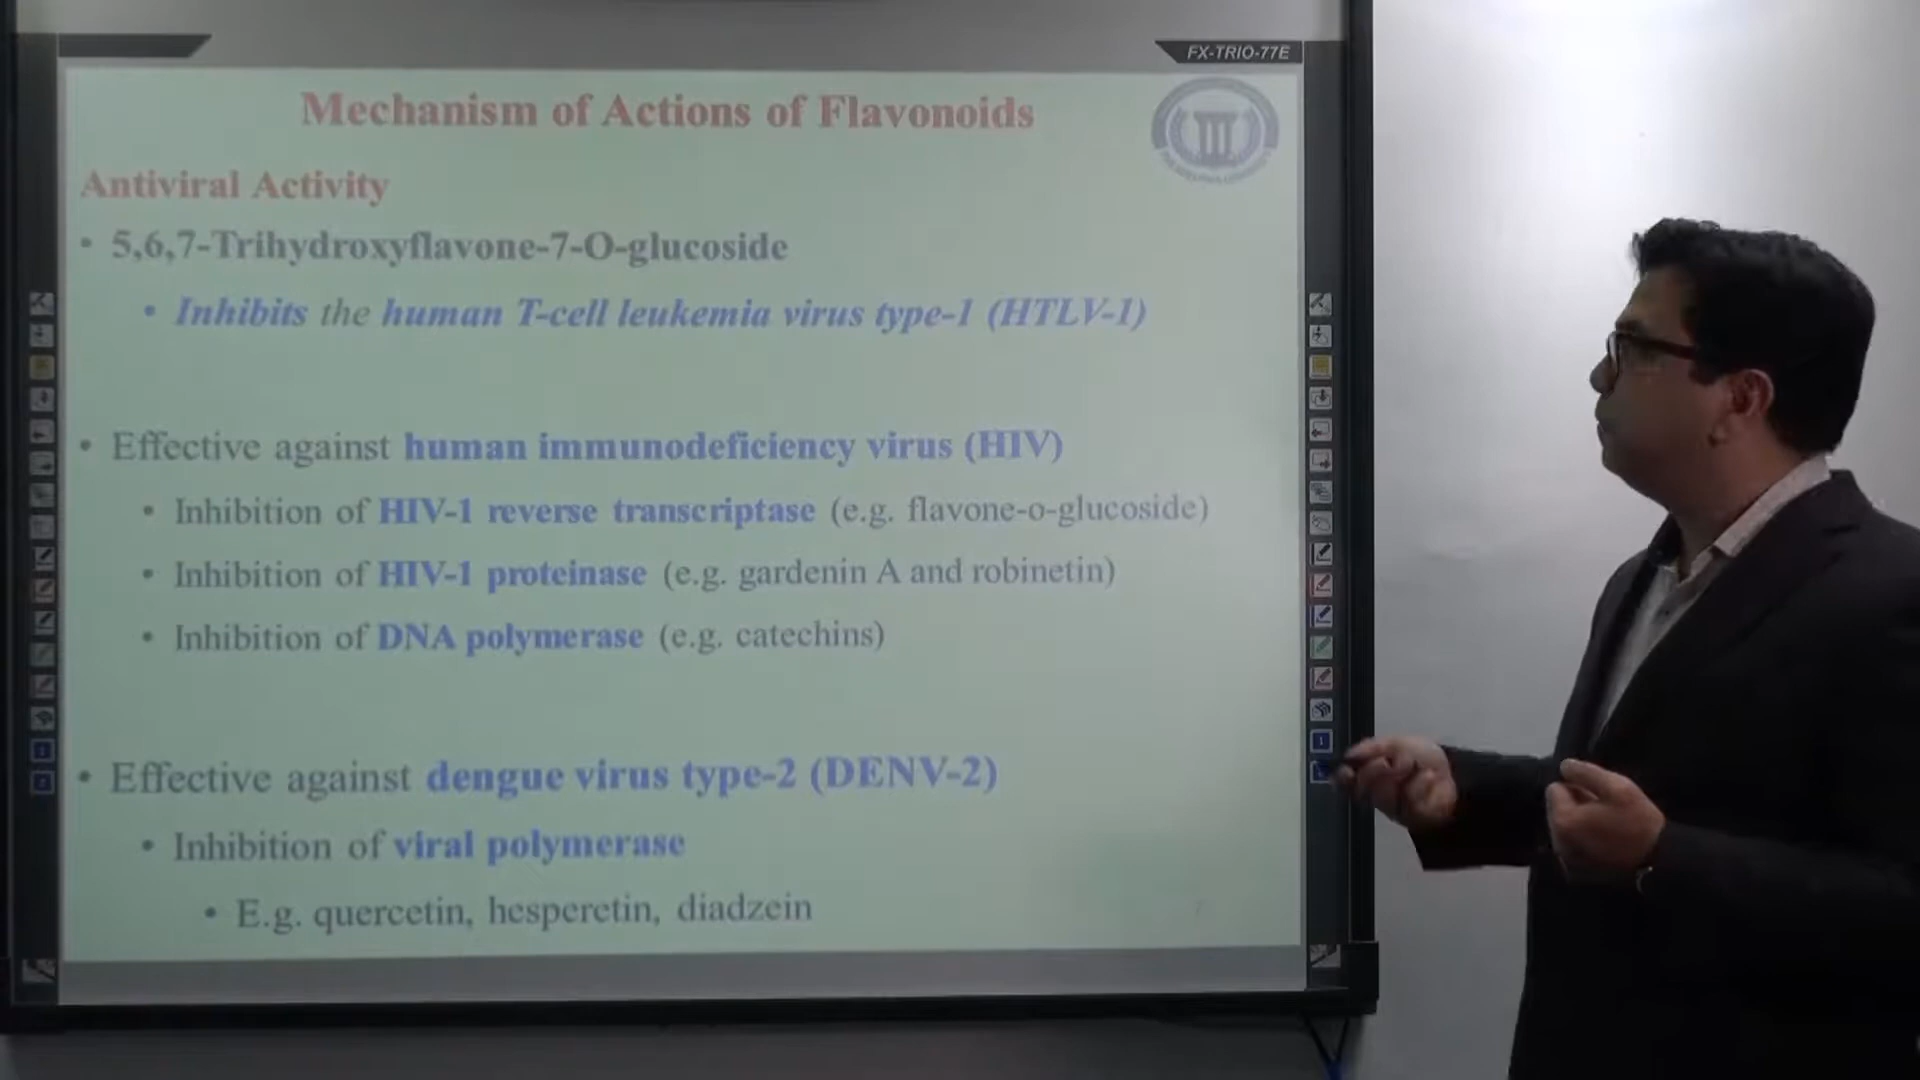 FX-TRIO-77E
Mechanism of Actions of Flavonoids
Antiviral Activity
• 5,6,7-Trihydroxyflavone-7-O-glucoside
• Inhibits the human T-cell leukemia virus type-1 (HTLV-1)
• Effective against human immunodeficiency virus (HIV)
• Inhibition of HIV-1 reverse transcriptase (e.g. flavone-o-glucoside)
• Inhibition of HIV-1 proteinase (e.g. gardenin A and robinetin)
• Inhibition of DNA polymerase (e.g. catechins)
• Effective against dengue virus type-2 (DENV-2)
• Inhibition of viral polymerase
• E.g. quercetin, hesperetin, diadzein